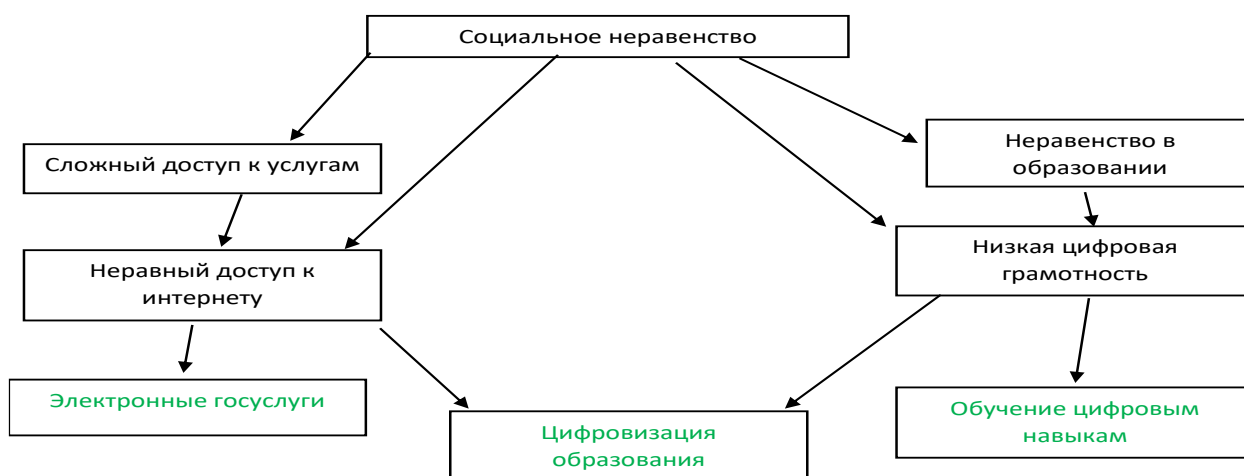 Социальное неравенство
Сложный доступ к услугам
Неравенство в
образовании
Неравный доступ к
интернету
Низкая цифровая
грамотность
Электронные госуслуги
Цифровизация
образования
Обучение цифровым
навыкам